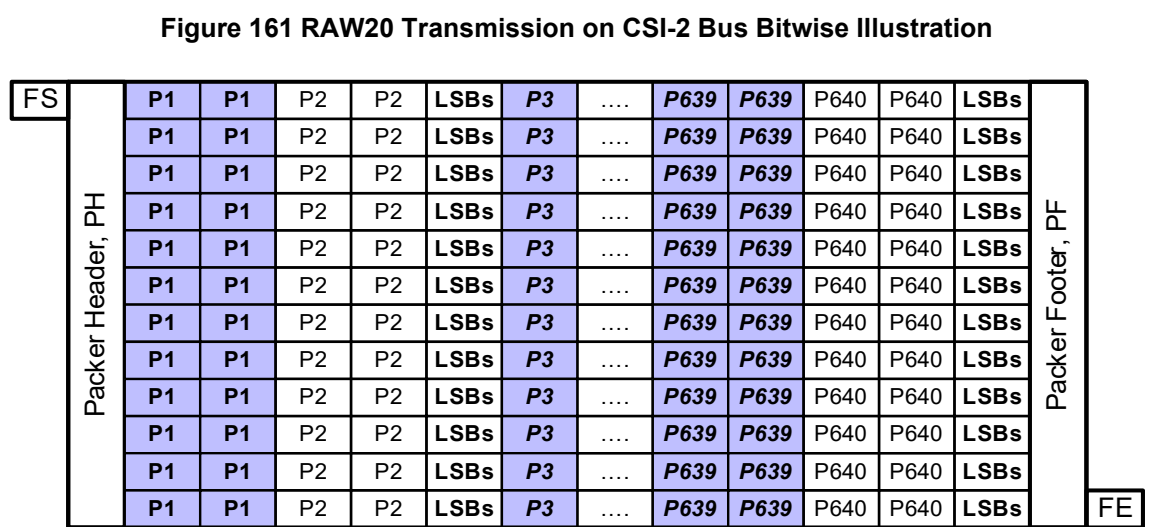 Figure 161 RAW20 Transmission on CSI-2 Bus Bitwise Illustration
FS P1 P1 P2 P2 LSBs P3 .... P639 P639 P640 P640 LSBs
P1 P1 P2 P2 LSBs P3 .... P639 P639 P640 P640 LSBs
P1 P1 P2 P2 LSBs P3 .... P639 P639 P640 P640 LSBs
P1 P1 P2 P2 LSBs P3 .... P639 P639 P640 P640 LSBs
P1 P1 P2 P2 LSBs P3 .... P639 P639 P640 P640 LSBs
P1 P1 P2 P2 LSBs P3 .... P639 P639 P640 P640 LSBs
P1 P1 P2 P2 LSBs P3 .... P639 P639 P640 P640 LSBs
P1 P1 P2 P2 LSBs P3 .... P639 P639 P640 P640 LSBs
P1 P1 P2 P2 LSBs P3 .... P639 P639 P640 P640 LSBs
P1 P1 P2 P2 LSBs P3 .... P639 P639 P640 P640 LSBs
P1 P1 P2 P2 LSBs P3 .... P639 P639 P640 P640 LSBs
P1 P1 P2 P2 LSBs P3 .... P639 P639 P640 P640 LSBs FE
Packer Header, PH
Packer Footer, PF